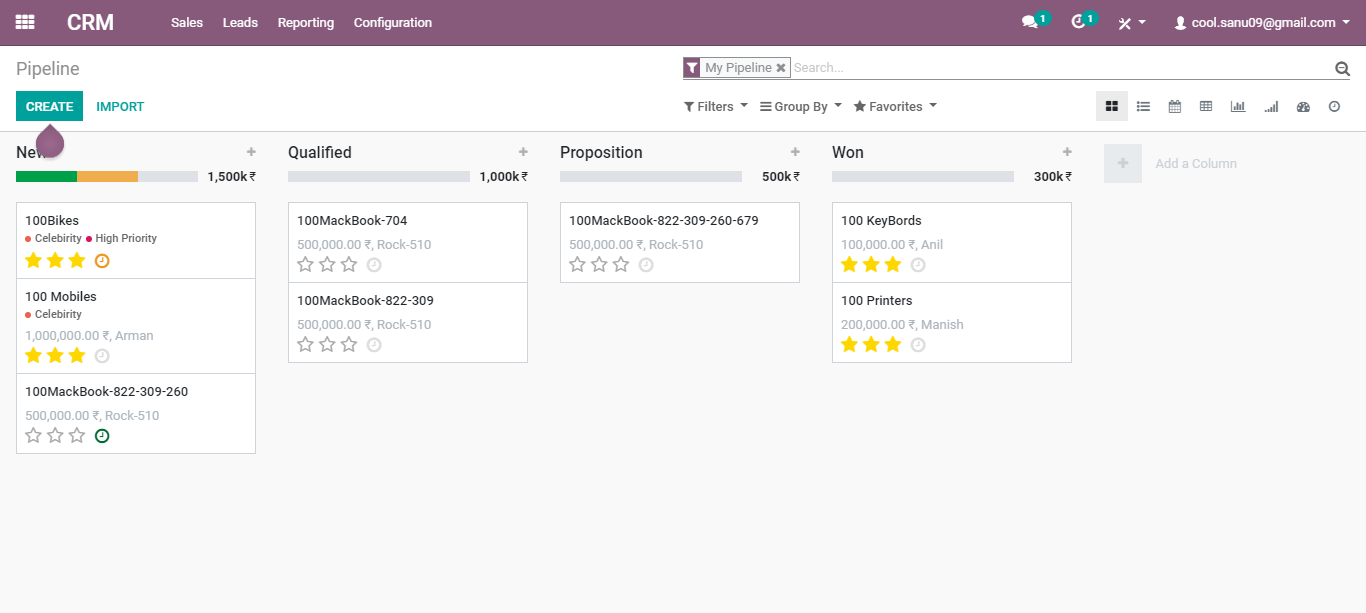 CRM Sales Leads Reporting Configuration 1 1 cool.sanu09@gmail.com
Pipeline My Pipeline Search...
CREATE IMPORT Filters Group By Favorites
New
1,500k ₹
100Bikes
Celebirity High Priority
100 Mobiles
Celebirity
1,000,000.00 ₹, Arman
100MackBook-822-309-260
500,000.00 ₹, Rock-510
Qualified
1,000k ₹
100MackBook-704
500,000.00 ₹, Rock-510
100MackBook-822-309
500,000.00 ₹, Rock-510
Proposition
500k ₹
100MackBook-822-309-260-679
500,000.00 ₹, Rock-510
Won
300k ₹
100 KeyBords
100,000.00 ₹, Anil
100 Printers
200,000.00 ₹, Manish
Add a Column